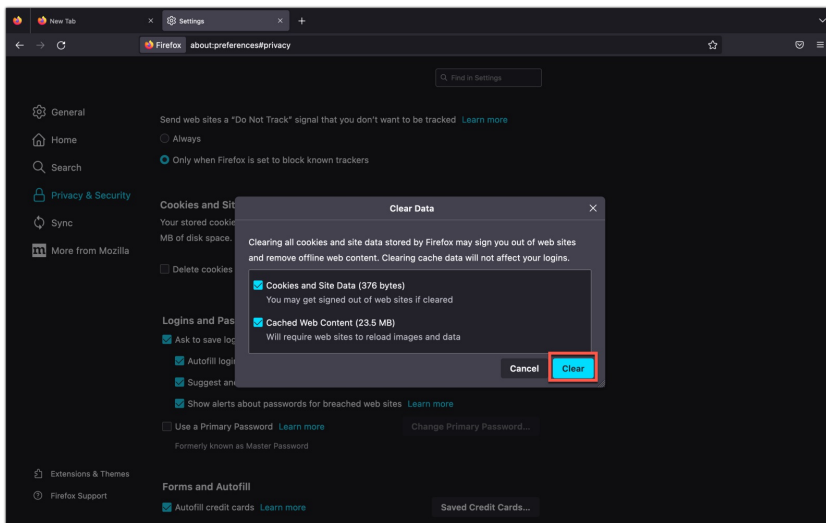 New Tab
Settings
Firefox about:preferences#privacy
Find in Settings
General
Home
Search
Privacy & Security
Sync
More from Mozilla
Extensions & Themes
Firefox Support
Send web sites a “Do Not Track” signal that you don’t want to be tracked Learn more
Always
Only when Firefox is set to block known trackers
Cookies and Sit
Your stored cookie
MB of disk space.
Delete cookies
Clear Data
Clearing all cookies and site data stored by Firefox may sign you out of web sites
and remove offline web content. Clearing cache data will not affect your logins.
Cookies and Site Data (376 bytes)
You may get signed out of web sites if cleared
Cached Web Content (23.5 MB)
Will require web sites to reload images and data
Cancel Clear
Logins and Pas
Ask to save log
Autofill logi
Suggest and
Show alerts about passwords for breached web sites Learn more
Use a Primary Password Learn more Change Primary Password...
Formerly known as Master Password
Forms and Autofill
Autofill credit cards Learn more Saved Credit Cards...